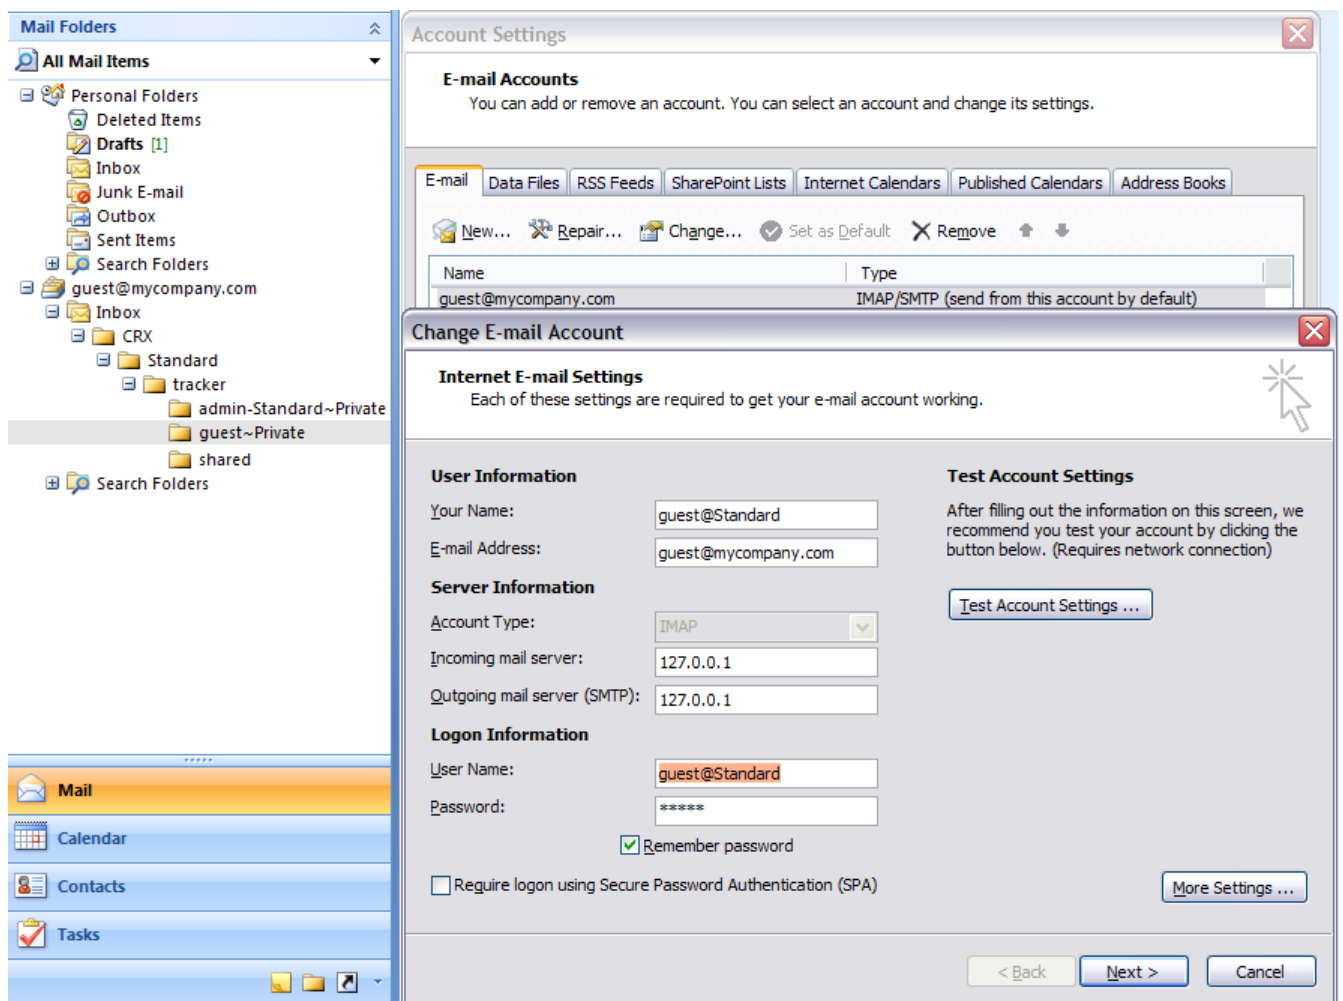 Mail Folders
All Mail Items
Personal Folders
Deleted Items
Drafts [1]
Inbox
Junk E-mail
Outbox
Sent Items
Search Folders
guest@mycompany.com
Inbox
CRX
Standard
tracker
admin-Standard~Private
guest~Private
shared
Search Folders
Mail
Calendar
Contacts
Tasks
Account Settings
E-mail Accounts
You can add or remove an account. You can select an account and change its settings.
E-mail Data Files RSS Feeds SharePoint Lists Internet Calendars Published Calendars Address Books
New... Repair... Change... Set as Default Remove
Name Type
guest@mycompany.com IMAP/SMTP (send from this account by default)
Change E-mail Account
Internet E-mail Settings
Each of these settings are required to get your e-mail account working.
User Information
Your Name: guest@Standard
E-mail Address: guest@mycompany.com
Server Information
Account Type: IMAP
Incoming mail server: 127.0.0.1
Outgoing mail server (SMTP): 127.0.0.1
Logon Information
User Name: guest@Standard
Password: *****
Remember password
Require logon using Secure Password Authentication (SPA)
Test Account Settings
After filling out the information on this screen, we
recommend you test your account by clicking the
button below. (Requires network connection)
Test Account Settings ...
More Settings ...
< Back Next > Cancel